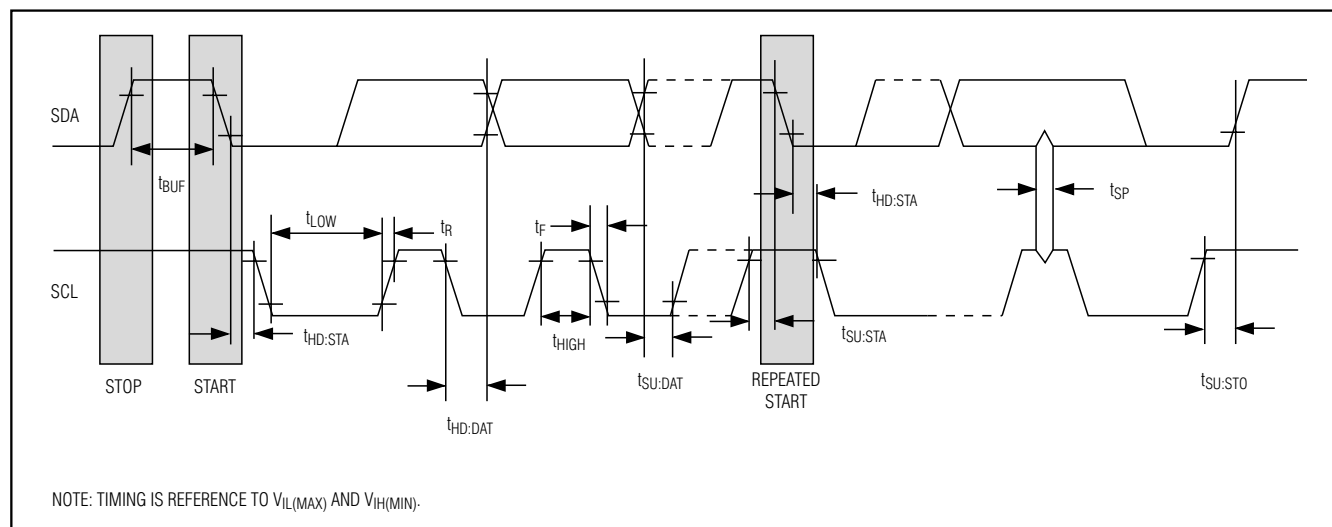 SDA
tBUF
tLOW
tR
tF
tHD:STA
tSP
SCL
tHD:STA
tHIGH
tSU:DAT
tSU:STA
tSU:STO
STOP
START
REPEATED
START
tHD:DAT
NOTE: TIMING IS REFERENCE TO VIL(MAX) AND VIH(MIN).